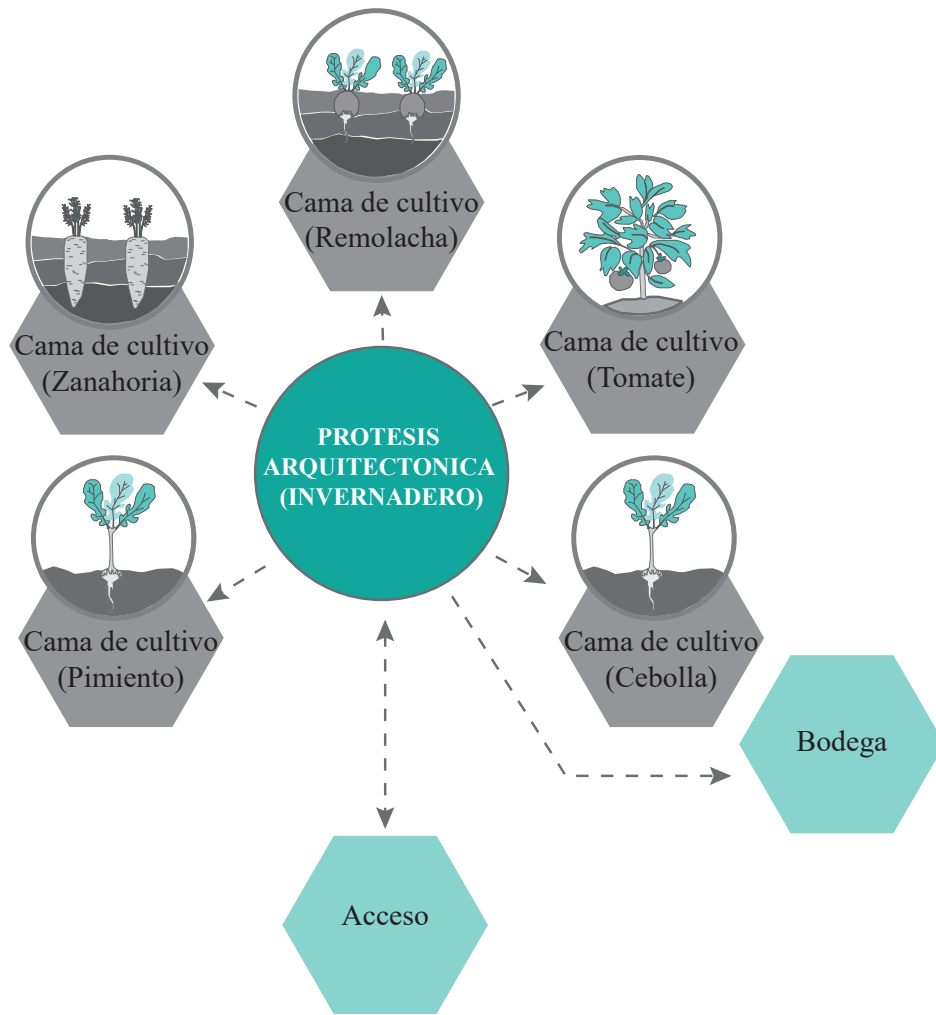 Cama de cultivo
(Remolacha)
Cama de cultivo
(Zanahoria)
Cama de cultivo
(Tomate)
PROTESIS
ARQUITECTONICA
(INVERNADERO)
Cama de cultivo
(Pimiento)
Cama de cultivo
(Cebolla)
Bodega
Acceso